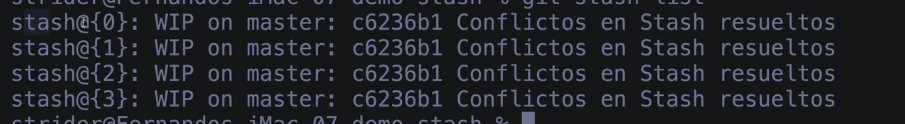 strider@Fernandos-iMac-07-demo-stash % git stash list
stash@{0}: WIP on master: c6236b1 Conflictos en Stash resueltos
stash@{1}: WIP on master: c6236b1 Conflictos en Stash resueltos
stash@{2}: WIP on master: c6236b1 Conflictos en Stash resueltos
stash@{3}: WIP on master: c6236b1 Conflictos en Stash resueltos
strider@Fernandos-iMac-07-demo-stash %